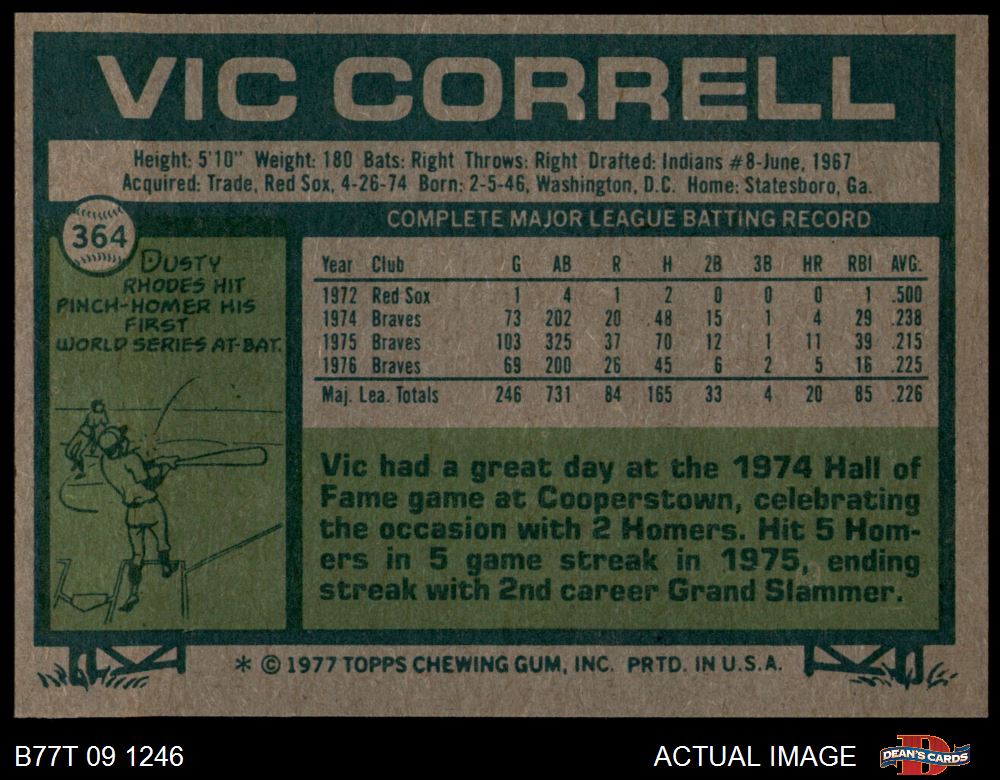 VIC CORRELL
Height: 5'10" Weight: 180 Bats: Right Throws: Right Drafted: Indians #8-June, 1967
Acquired: Trade, Red Sox, 4-26-74 Born: 2-5-46, Washington, D.C. Home: Statesboro, Ga.
364
DUSTY
RHODES HIT
PINCH-HOMER HIS
FIRST
WORLD SERIES AT-BAT.
COMPLETE MAJOR LEAGUE BATTING RECORD
Year Club G AB R H 2B 3B HR RBI AVG.
1972 Red Sox 1 4 1 2 0 0 0 1 .500
1974 Braves 73 202 20 48 15 1 4 29 .238
1975 Braves 103 325 37 70 12 1 11 39 .215
1976 Braves 69 200 26 45 6 2 5 16 .225
Maj. Lea. Totals 246 731 84 165 33 4 20 85 .226
Vic had a great day at the 1974 Hall of
Fame game at Cooperstown, celebrating
the occasion with 2 Homers. Hit 5 Hom-
ers in 5 game streak in 1975, ending
streak with 2nd career Grand Slammer.
* © 1977 TOPPS CHEWING GUM, INC. PRTD. IN U.S.A.
B77T 09 1246
ACTUAL IMAGE
D
DEAN'S CARDS